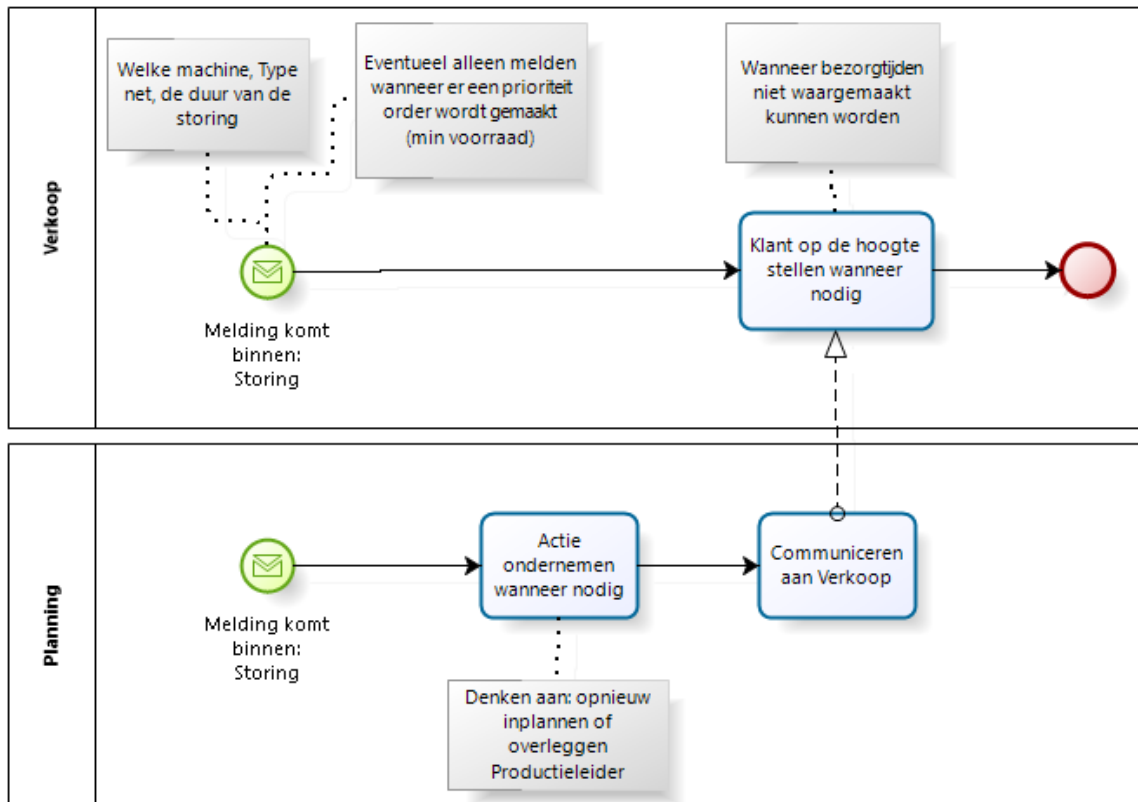 Verkoop
Welke machine, Type
net, de duur van de
storing
Eventueel alleen melden
wanneer er een prioriteit
order wordt gemaakt
(min voorraad)
Wanneer bezorgtijden
niet waargemaakt
kunnen worden
Melding komt
binnen:
Storing
Klant op de hoogte
stellen wanneer
nodig
Planning
Melding komt
binnen:
Storing
Actie
ondernemen
wanneer nodig
Communiceren
aan Verkoop
Denken aan: opnieuw
inplannen of
overleggen
Productieleider